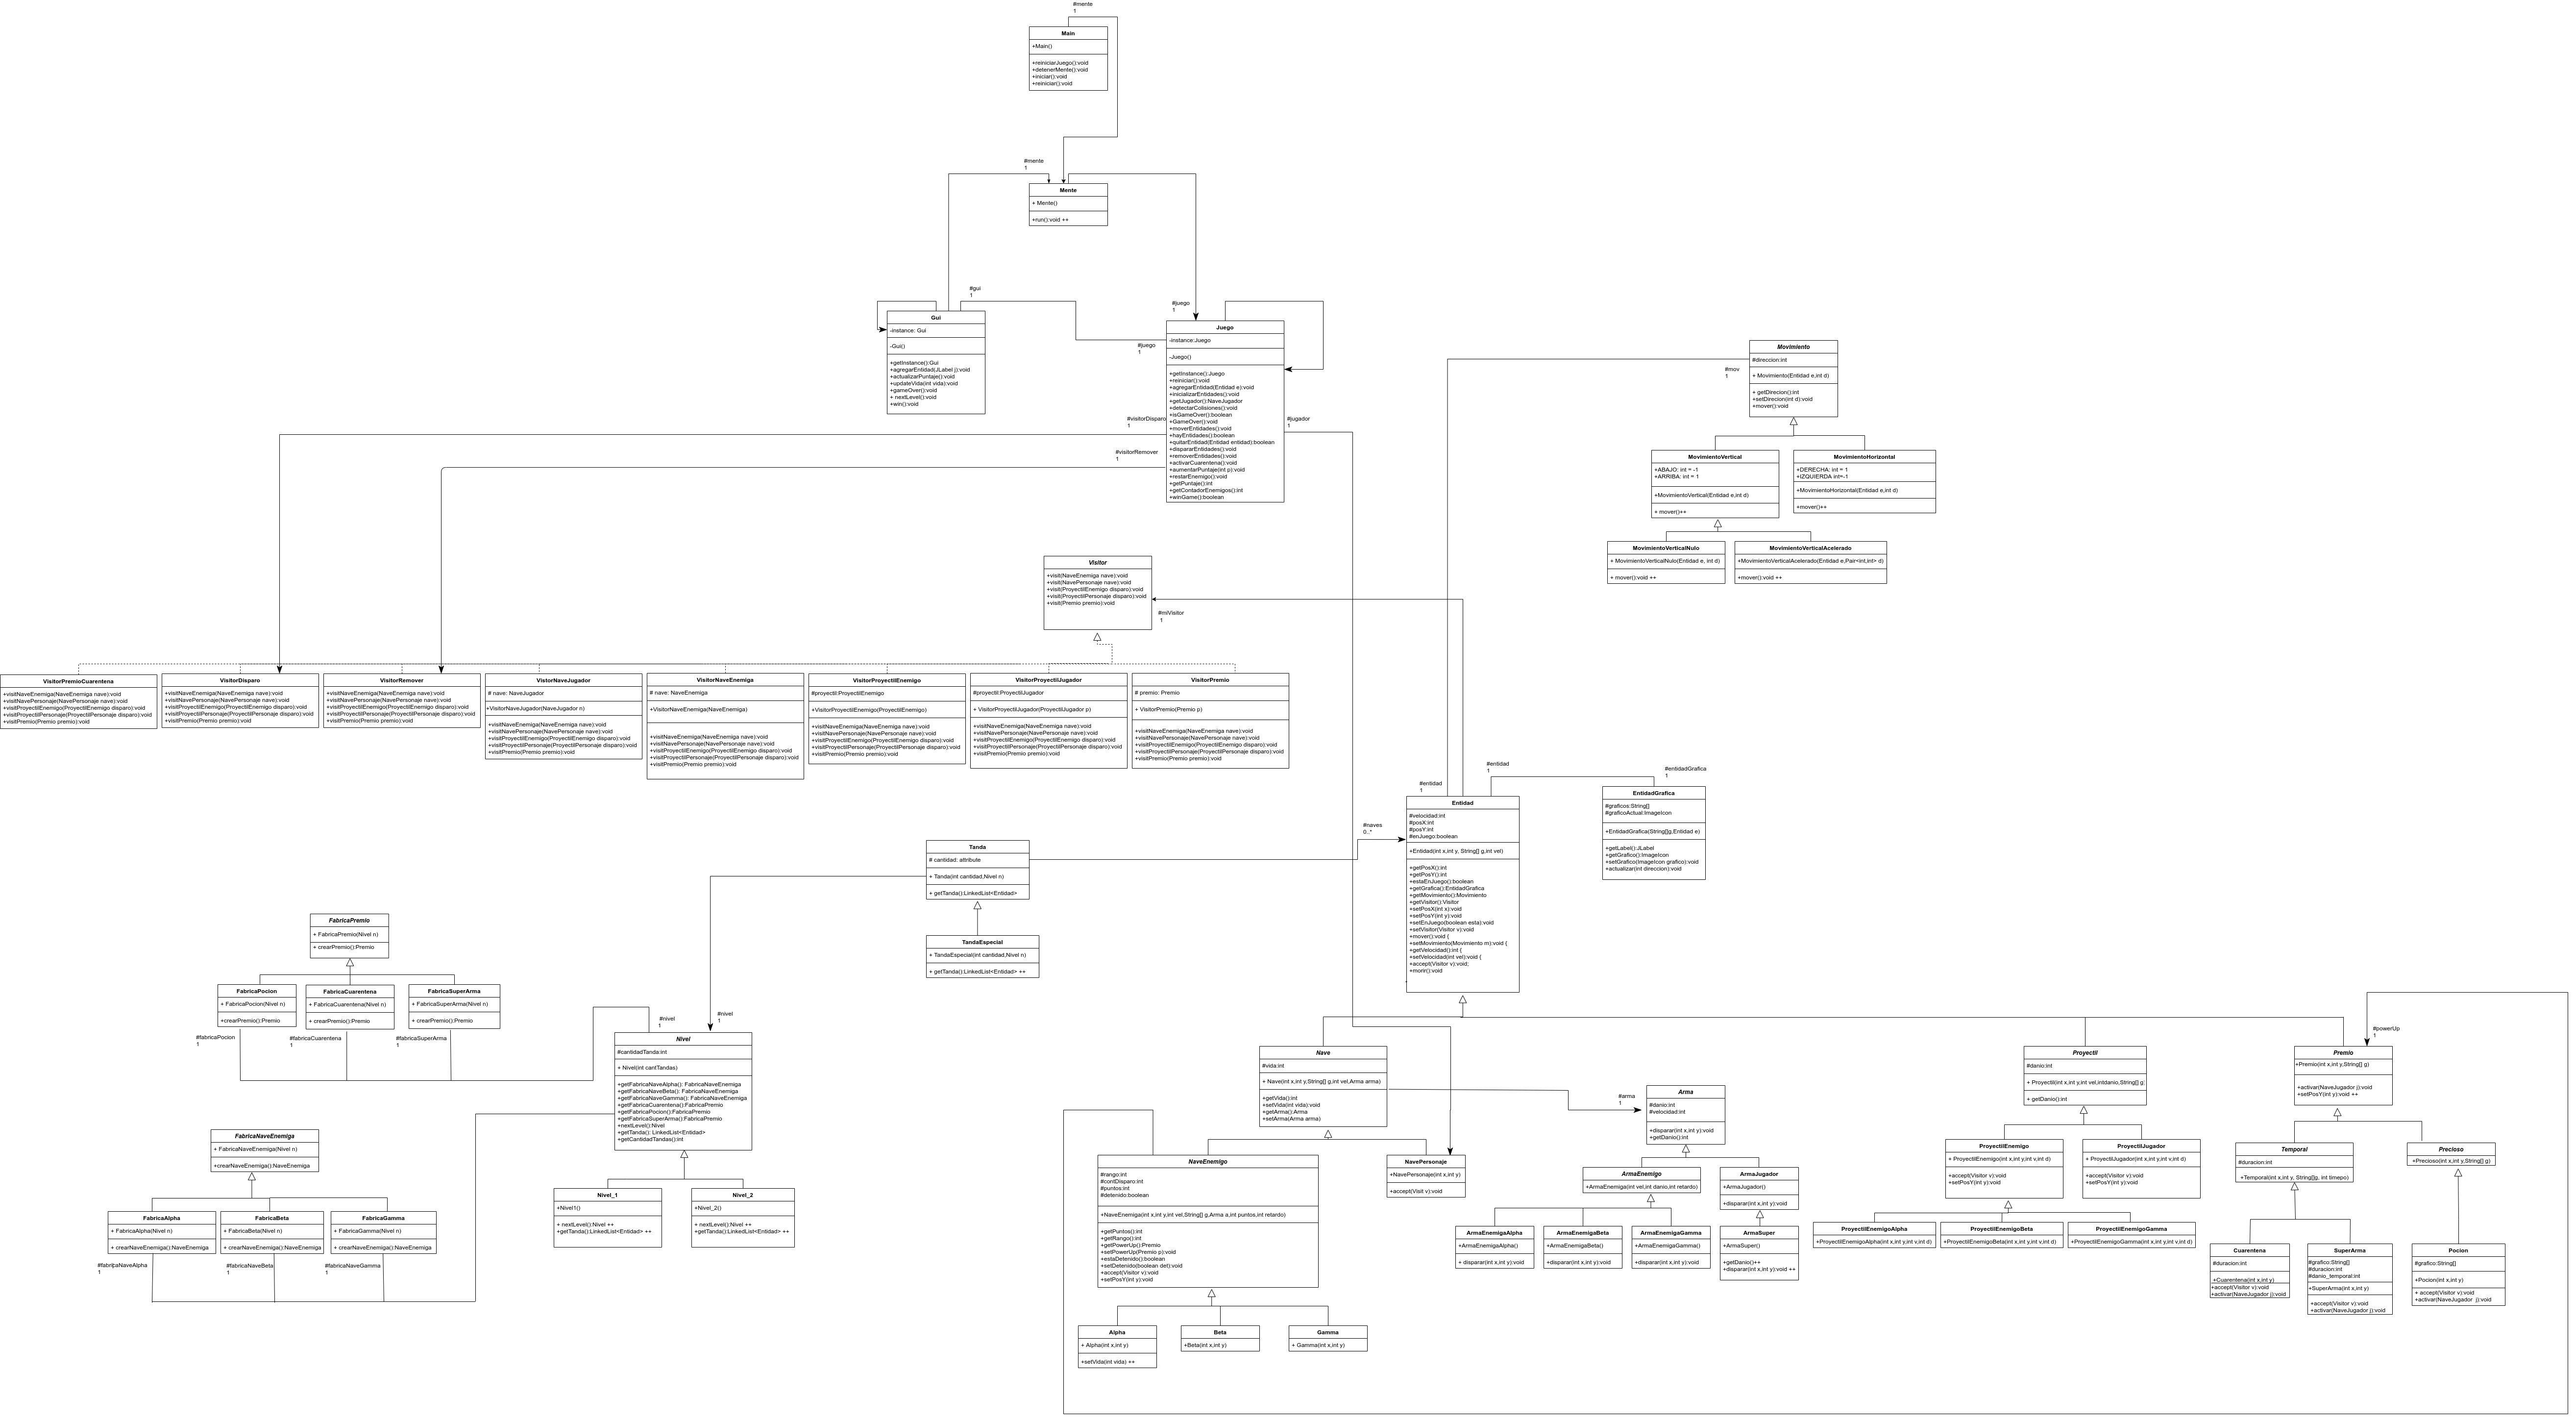 #mente
1
Main
+Main()
+reiniciarJuego():void
+detenerMente():void
+iniciar():void
+reiniciar():void
#mente
1
Mente
+ Mente()
+run():void ++
#gui
1
#juego
1
Gui
-instance: Gui
-Gui()
+getInstance():Gui
+agregarEntidad(JLabel j):void
+actualizarPuntaje():void
+updateVida(int vida):void
+gameOver():void
+ nextLevel():void
+win():void
#juego
1
Juego
-instance:Juego
-Juego()
+getInstance():Juego
+reiniciar():void
+agregarEntidad(Entidad e):void
+inicializarEntidades():void
+getJugador():NaveJugador
+detectarColisiones():void
+isGameOver():boolean
+GameOver():void
+moverEntidades():void
+hayEntidades():boolean
+quitarEntidad(Entidad entidad):boolean
+dispararEntidades():void
+removerEntidades():void
+activarCuarentena():void
+aumentarPuntaje(int p):void
+restarEnemigo():void
+getPuntaje():int
+getContadorEnemigos():int
+winGame():boolean
#visitorDisparo
1
#visitorRemover
1
#jugador
1
#mov
1
Movimiento
#direccion:int
+ Movimiento(Entidad e,int d)
+ getDirecion():int
+setDirecion(int d):void
+mover():void
MovimientoVertical
+ABAJO: int = -1
+ARRIBA: int = 1
+MovimientoVertical(Entidad e,int d)
+ mover()++
MovimientoHorizontal
+DERECHA: int = 1
+IZQUIERDA int=-1
+MovimientoHorizontal(Entidad e,int d)
+mover()++
MovimientoVerticalNulo
+ MovimientoVerticalNulo(Entidad e, int d)
+ mover():void ++
MovimientoVerticalAcelerado
+MovimientoVerticalAcelerado(Entidad e,Pair<int,int> d)
+mover():void ++
Visitor
+visit(NaveEnemiga nave):void
+visit(NavePersonaje nave):void
+visit(ProyectilEnemigo disparo):void
+visit(ProyectilPersonaje disparo):void
+visit(Premio premio):void
#miVisitor
1
VisitorPremioCuarentena
+visitNaveEnemiga(NaveEnemiga nave):void
+visitNavePersonaje(NavePersonaje nave):void
+visitProyectilEnemigo(ProyectilEnemigo disparo):void
+visitProyectilPersonaje(ProyectilPersonaje disparo):void
+visitPremio(Premio premio):void
VisitorDisparo
+visitNaveEnemiga(NaveEnemiga nave):void
+visitNavePersonaje(NavePersonaje nave):void
+visitProyectilEnemigo(ProyectilEnemigo disparo):void
+visitProyectilPersonaje(ProyectilPersonaje disparo):void
+visitPremio(Premio premio):void
VisitorRemover
+visitNaveEnemiga(NaveEnemiga nave):void
+visitNavePersonaje(NavePersonaje nave):void
+visitProyectilEnemigo(ProyectilEnemigo disparo):void
+visitProyectilPersonaje(ProyectilPersonaje disparo):void
+visitPremio(Premio premio):void
VistorNaveJugador
# nave: NaveJugador
+VisitorNaveJugador(NaveJugador n)
+visitNaveEnemiga(NaveEnemiga nave):void
+visitNavePersonaje(NavePersonaje nave):void
+visitProyectilEnemigo(ProyectilEnemigo disparo):void
+visitProyectilPersonaje(ProyectilPersonaje disparo):void
+visitPremio(Premio premio):void
VisitorNaveEnemiga
# nave: NaveEnemiga
+VisitorNaveEnemiga(NaveEnemiga)
+visitNaveEnemiga(NaveEnemiga nave):void
+visitNavePersonaje(NavePersonaje nave):void
+visitProyectilEnemigo(ProyectilEnemigo disparo):void
+visitProyectilPersonaje(ProyectilPersonaje disparo):void
+visitPremio(Premio premio):void
VisitorProyectilEnemigo
#proyectil:ProyectilEnemigo
+VisitorProyectilEnemigo(ProyectilEnemigo)
+visitNaveEnemiga(NaveEnemiga nave):void
+visitNavePersonaje(NavePersonaje nave):void
+visitProyectilEnemigo(ProyectilEnemigo disparo):void
+visitProyectilPersonaje(ProyectilPersonaje disparo):void
+visitPremio(Premio premio):void
VisitorProyectilJugador
#proyectil:ProyectilJugador
+ VisitorProyectilJugador(ProyectilJugador p)
+visitNaveEnemiga(NaveEnemiga nave):void
+visitNavePersonaje(NavePersonaje nave):void
+visitProyectilEnemigo(ProyectilEnemigo disparo):void
+visitProyectilPersonaje(ProyectilPersonaje disparo):void
+visitPremio(Premio premio):void
VisitorPremio
# premio: Premio
+ VisitorPremio(Premio p)
+visitNaveEnemiga(NaveEnemiga nave):void
+visitNavePersonaje(NavePersonaje nave):void
+visitProyectilEnemigo(ProyectilEnemigo disparo):void
+visitProyectilPersonaje(ProyectilPersonaje disparo):void
+visitPremio(Premio premio):void
#entidad
1
#entidad
1
#entidadGrafica
1
Entidad
#velocidad:int
#posX:int
#posY:int
#enJuego:boolean
+Entidad(int x,int y, String[] g,int vel)
+getPosX():int
+getPosY():int
+estaEnJuego():boolean
+getGrafica():EntidadGrafica
+getMovimiento():Movimiento
+getVisitor():Visitor
+setPosX(int x):void
+setPosY(int y):void
+setEnJuego(boolean esta):void
+setVisitor(Visitor v):void
+mover():void {
+setMovimiento(Movimiento m):void {
+getVelocidad():int {
+setVelocidad(int vel):void {
+accept(Visitor v):void;
+morir():void
EntidadGrafica
#graficos:String[]
#graficoActual:ImageIcon
+EntidadGrafica(String[]g,Entidad e)
+getLabel():JLabel
+getGrafico():ImageIcon
+setGrafico(ImageIcon grafico):void
+actualizar(int direccion):void
#naves
0..*
Tanda
# cantidad: attribute
+ Tanda(int cantidad,Nivel n)
+ getTanda():LinkedList<Entidad>
TandaEspecial
+ TandaEspecial(int cantidad,Nivel n)
+ getTanda():LinkedList<Entidad> ++
FabricaPremio
+ FabricaPremio(Nivel n)
+ crearPremio():Premio
FabricaPocion
+ FabricaPocion(Nivel n)
+crearPremio():Premio
FabricaCuarentena
+ FabricaCuarentena(Nivel n)
+ crearPremio():Premio
FabricaSuperArma
+ FabricaSuperArma(Nivel n)
+ crearPremio():Premio
#fabricaPocion
1
#fabricaCuarentena
1
#fabricaSuperArma
1
#nivel
1
#nivel
1
Nivel
#cantidadTanda:int
+ Nivel(int cantTandas)
+getFabricaNaveAlpha(): FabricaNaveEnemiga
+getFabricaNaveBeta(): FabricaNaveEnemiga
+getFabricaNaveGamma(): FabricaNaveEnemiga
+getFabricaCuarentena():FabricaPremio
+getFabricaPocion():FabricaPremio
+getFabricaSuperArma():FabricaPremio
+nextLevel():Nivel
+getTanda(): LinkedList<Entidad>
+getCantidadTandas():int
Nivel_1
+Nivel1()
+ nextLevel():Nivel ++
+getTanda():LinkedList<Entidad> ++
Nivel_2
+Nivel_2()
+ nextLevel():Nivel ++
+getTanda():LinkedList<Entidad> ++
FabricaNaveEnemiga
+ FabricaNaveEnemiga(Nivel n)
+crearNaveEnemiga():NaveEnemiga
FabricaAlpha
+ FabricaAlpha(Nivel n)
+ crearNaveEnemiga():NaveEnemiga
FabricaBeta
+ FabricaBeta(Nivel n)
+ crearNaveEnemiga():NaveEnemiga
FabricaGamma
+ FabricaGamma(Nivel n)
+ crearNaveEnemiga():NaveEnemiga
#fabricaNaveAlpha
1
#fabricaNaveBeta
1
#fabricaNaveGamma
1
Nave
#vida:int
+ Nave(int x,int y,String[] g,int vel,Arma arma)
+getVida():int
+setVida(int vida):void
+getArma():Arma
+setArma(Arma arma)
#arma
1
Arma
#danio:int
#velocidad:int
+disparar(int x,int y):void
+getDanio():int
NaveEnemigo
#rango:int
#contDisparo:int
#puntos:int
#detenido:boolean
+NaveEnemiga(int x,int y,int vel,String[] g,Arma a,int puntos,int rango)
+getPuntos():int
+getRango():int
+getPowerUp():Premio
+setPowerUp(Premio p):void
+estaDetenido():boolean
+setDetenido(boolean det):void
+accept(Visitor v):void
+setPosY(int y):void
NavePersonaje
+NavePersonaje(int x,int y)
+accept(Visit v):void
Alpha
+ Alpha(int x,int y)
+setVida(int vida) ++
Beta
+Beta(int x,int y)
Gamma
+ Gamma(int x,int y)
ArmaEnemigo
+ArmaEnemiga(int vel,int danio,int retardo)
ArmaJugador
+ArmaJugador()
+disparar(int x,int y):void
ArmaEnemigaAlpha
+ArmaEnemigaAlpha()
+ disparar(int x,int y):void
ArmaEnemigaBeta
+ArmaEnemigaBeta()
+disparar(int x,int y):void
ArmaEnemigaGamma
+ArmaEnemigaGamma()
+disparar(int x,int y):void
ArmaSuper
+ArmaSuper()
+getDanio()++
+disparar(int x,int y):void ++
Proyectil
#danio:int
+ Proyectil(int x,int y,int vel,intdanio,String[] g;
+ getDanio():int
ProyectilEnemigo
+ ProyectilEnemigo(int x,int y,int v,int d)
+accept(Visitor v):void
+setPosY(int y):int
ProyectilJugador
+ ProyectilJugador(int x,int y,int v,int d)
+accept(Visitor v):void
+setPosY(int y):int
ProyectilEnemigoAlpha
+ProyectilEnemigoAlpha(int x,int y,int v,int d)
ProyectilEnemigoBeta
+ProyectilEnemigoBeta(int x,int y,int v,int d)
ProyectilEnemigoGamma
+ProyectilEnemigoGamma(int x,int y,int v,int d)
#powerUp
1
Premio
+Premio(int x,int y,String[] g)
+activar(NaveJugador j):void
+setPosY(int y):void ++
Temporal
#duracion:int
+Temporal(int x,int y, String[]g, int timepo)
Precioso
+Precioso(int x,int y,String[] g)
Cuarentena
#duracion:int
+Cuarentena(int x,int y)
+accept(Visitor v):void
+activar(NaveJugador j):void
SuperArma
#grafico:String[]
#duracion:int
#danio_temporal:int
+SuperArma(int x,int y)
+accept(Visitor v):void
+activar(NaveJugador j):void
Pocion
#grafico:String[]
+Pocion(int x,int y)
+ accept(Visitor v):void
+activar(NaveJugador j):void